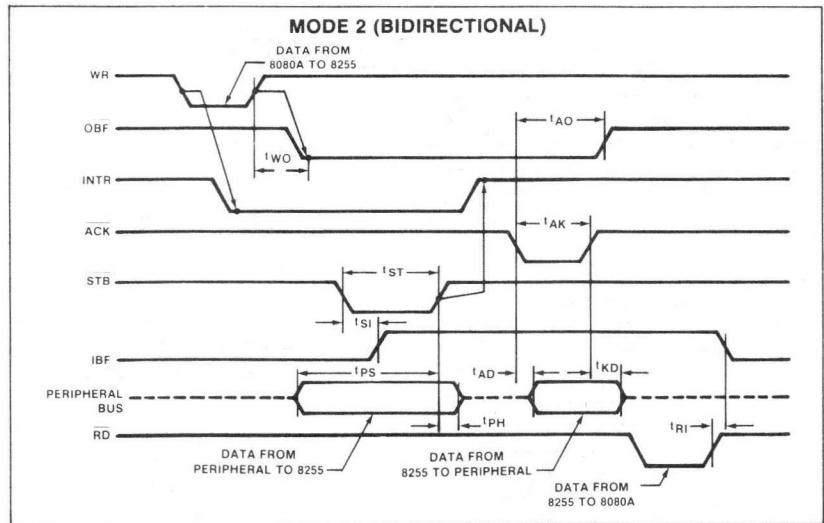 MODE 2 (BIDIRECTIONAL)
DATA FROM
8080A TO 8255
WR
OBF
tAO
tWO
INTR
ACK
tAK
STB
tST
tSI
IBF
tPS
tAD
tKD
PERIPHERAL
BUS
tPH
tRI
RD
DATA FROM
PERIPHERAL TO 8255
DATA FROM
8255 TO PERIPHERAL
DATA FROM
8255 TO 8080A